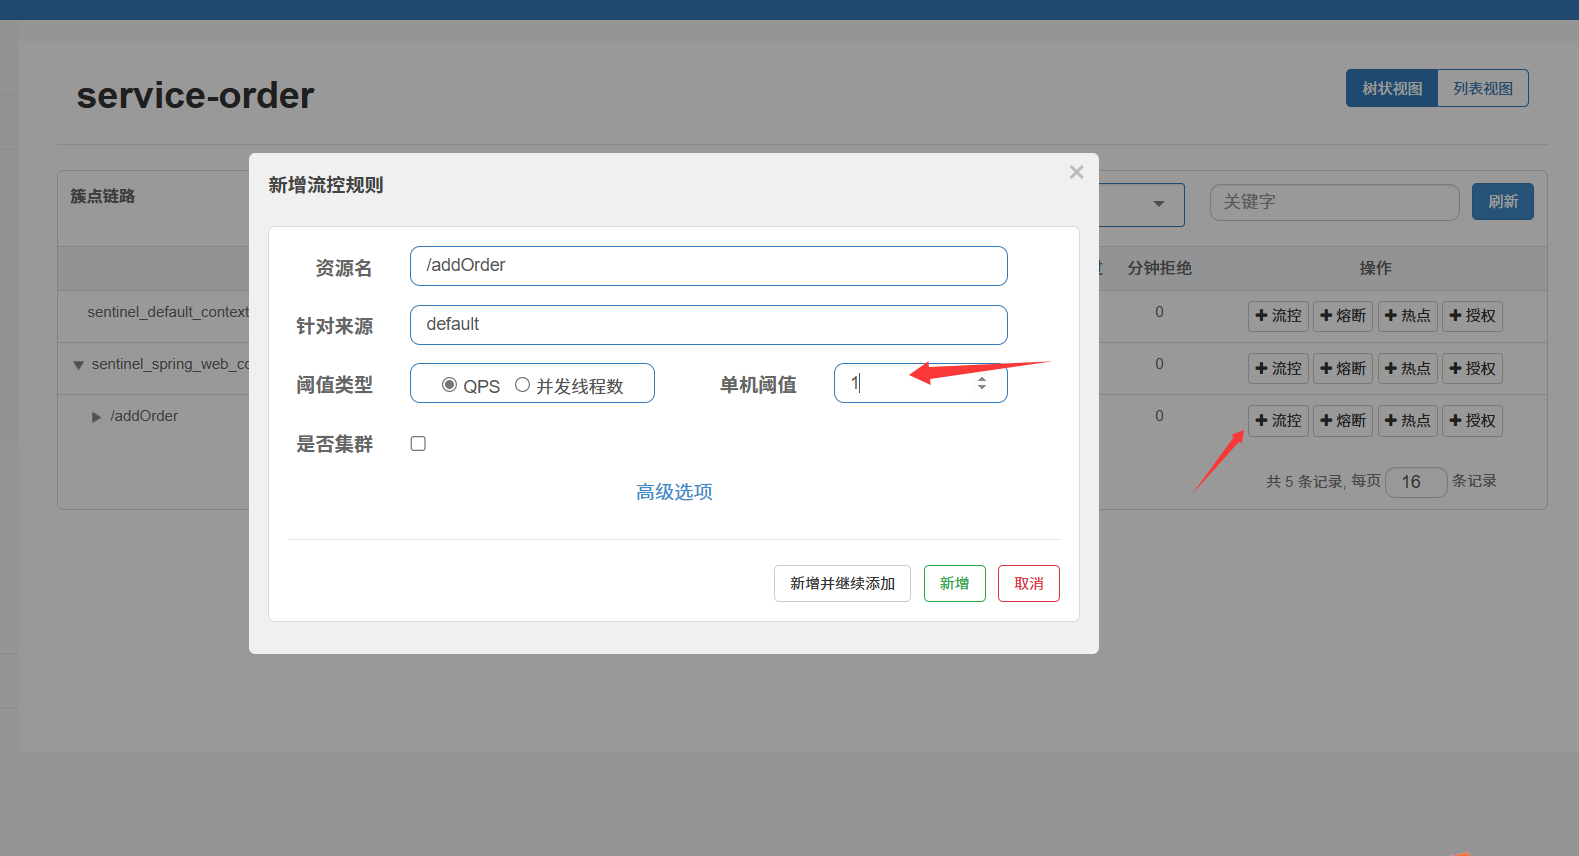 service-order
树状视图 列表视图
新增流控规则
簇点链路
关键字 刷新
资源名 /addOrder
分钟拒绝 操作
sentinel_default_context 0 流控 熔断 热点 授权
针对来源 default
sentinel_spring_web_co 0 流控 熔断 热点 授权
阈值类型 QPS 并发线程数 单机阈值 1
/addOrder 0 流控 熔断 热点 授权
是否集群
共 5 条记录, 每页 16 条记录
高级选项
新增并继续添加 新增 取消